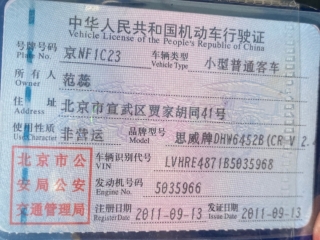 中华人民共和国机动车行驶证
Vehicle License of the People's Republic of China
号牌号码 京NF1C23 车辆类型 小型普通客车
Plate No. Vehicle Type
所有人 范蕊
Owner
住址 北京市宣武区贾家胡同41号
Address
使用性质 非营运 品牌型号 思威牌DHW6452B(CR-V 2.4
Use Character Model
北京市公 车辆识别代号 LVHRE4871B5035968
VIN
安局公安 发动机号码 5035966
Engine No.
交通管理局 注册日期 2011-09-13 发证日期 2011-09-13
Register Date Issue Date